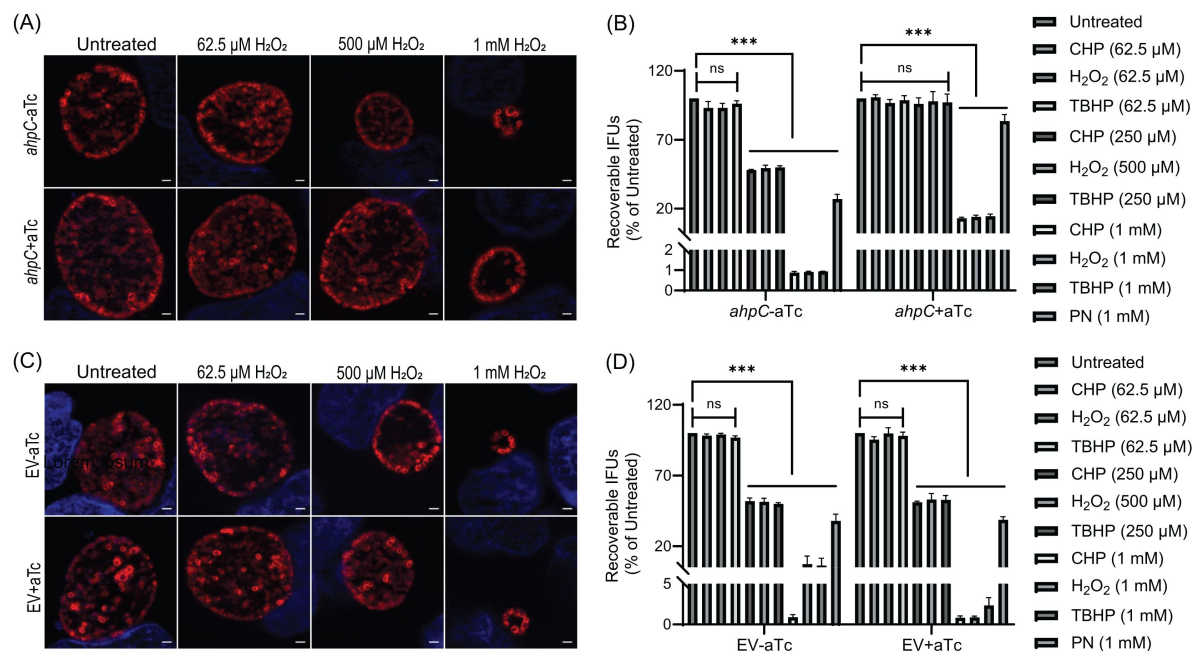 (A)
Untreated 62.5 µM H₂O₂ 500 µM H₂O₂ 1 mM H₂O₂
ahpC-aTc
ahpC+aTc
(B)
Recoverable IFUs
(% of Untreated)
120
70
20
2
1
0
***
ns
***
ns
ahpC-aTc ahpC+aTc
Untreated
CHP (62.5 µM)
H₂O₂ (62.5 µM)
TBHP (62.5 µM)
CHP (250 µM)
H₂O₂ (500 µM)
TBHP (250 µM)
CHP (1 mM)
H₂O₂ (1 mM)
TBHP (1 mM)
PN (1 mM)
(C)
Untreated 62.5 µM H₂O₂ 500 µM H₂O₂ 1 mM H₂O₂
EV-aTc
Lorem ipsum
EV+aTc
(D)
Recoverable IFUs
(% of Untreated)
120
70
20
5
0
***
ns
***
ns
EV-aTc EV+aTc
Untreated
CHP (62.5 µM)
H₂O₂ (62.5 µM)
TBHP (62.5 µM)
CHP (250 µM)
H₂O₂ (500 µM)
TBHP (250 µM)
CHP (1 mM)
H₂O₂ (1 mM)
TBHP (1 mM)
PN (1 mM)